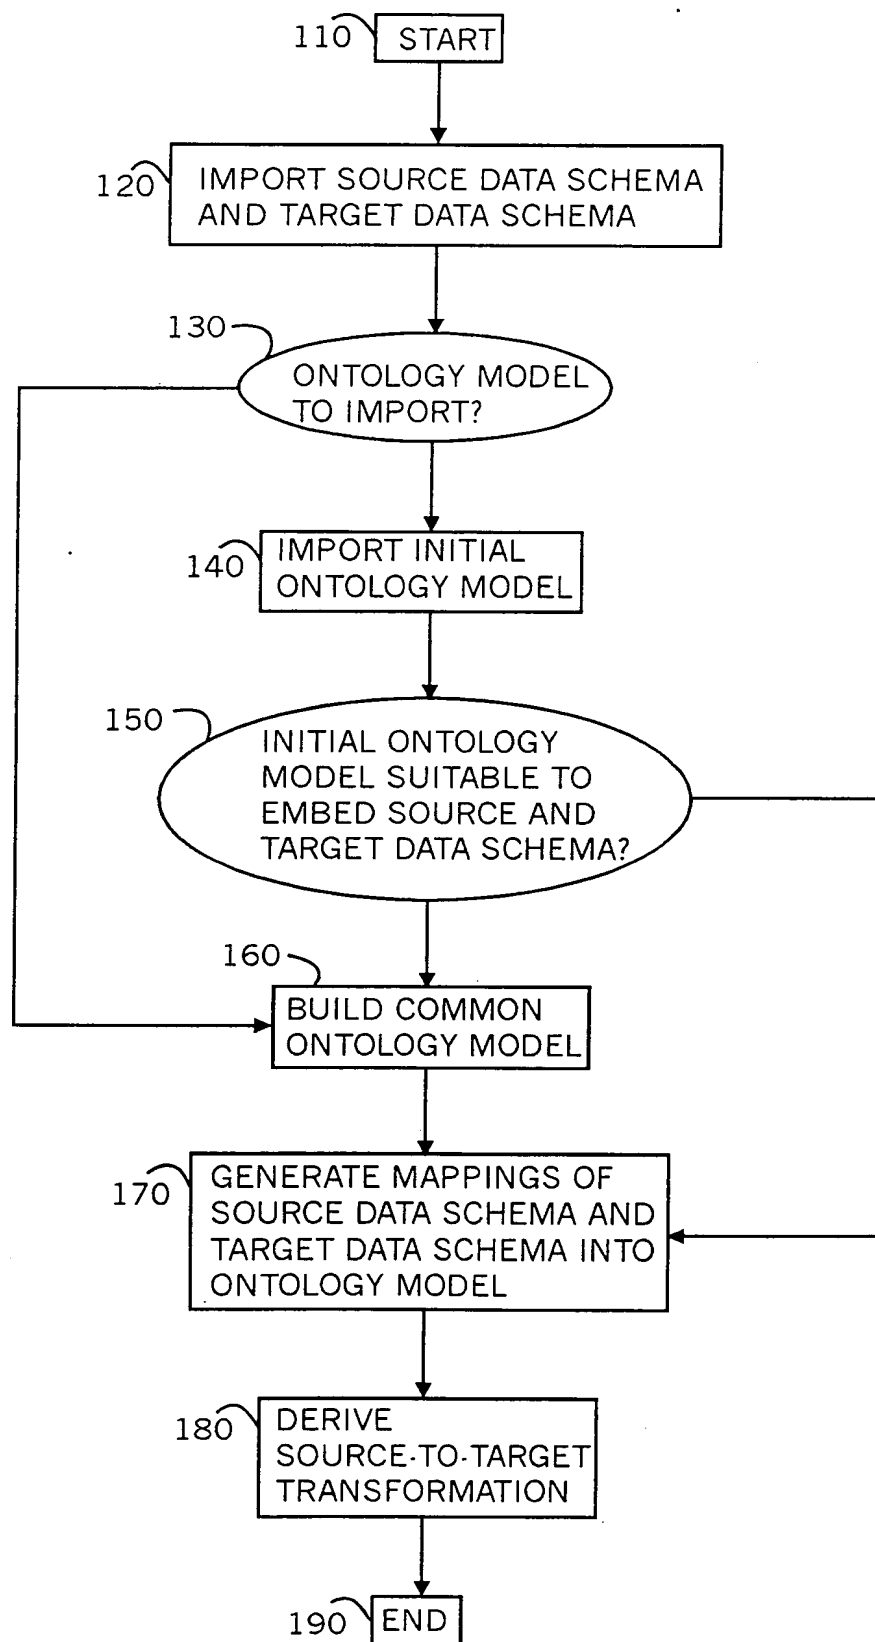 110 START
120 IMPORT SOURCE DATA SCHEMA
AND TARGET DATA SCHEMA
130
ONTOLOGY MODEL
TO IMPORT?
140 IMPORT INITIAL
ONTOLOGY MODEL
150
INITIAL ONTOLOGY
MODEL SUITABLE TO
EMBED SOURCE AND
TARGET DATA SCHEMA?
160
BUILD COMMON
ONTOLOGY MODEL
170 GENERATE MAPPINGS OF
SOURCE DATA SCHEMA AND
TARGET DATA SCHEMA INTO
ONTOLOGY MODEL
180 DERIVE
SOURCE-TO-TARGET
TRANSFORMATION
190 END